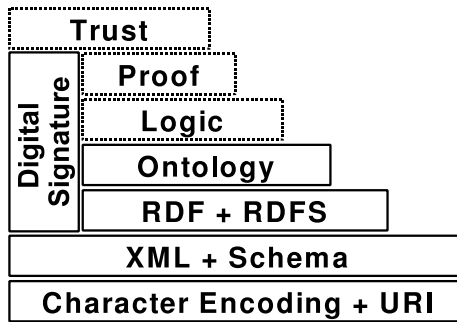 Trust
Digital
Signature
Proof
Logic
Ontology
RDF + RDFS
XML + Schema
Character Encoding + URI